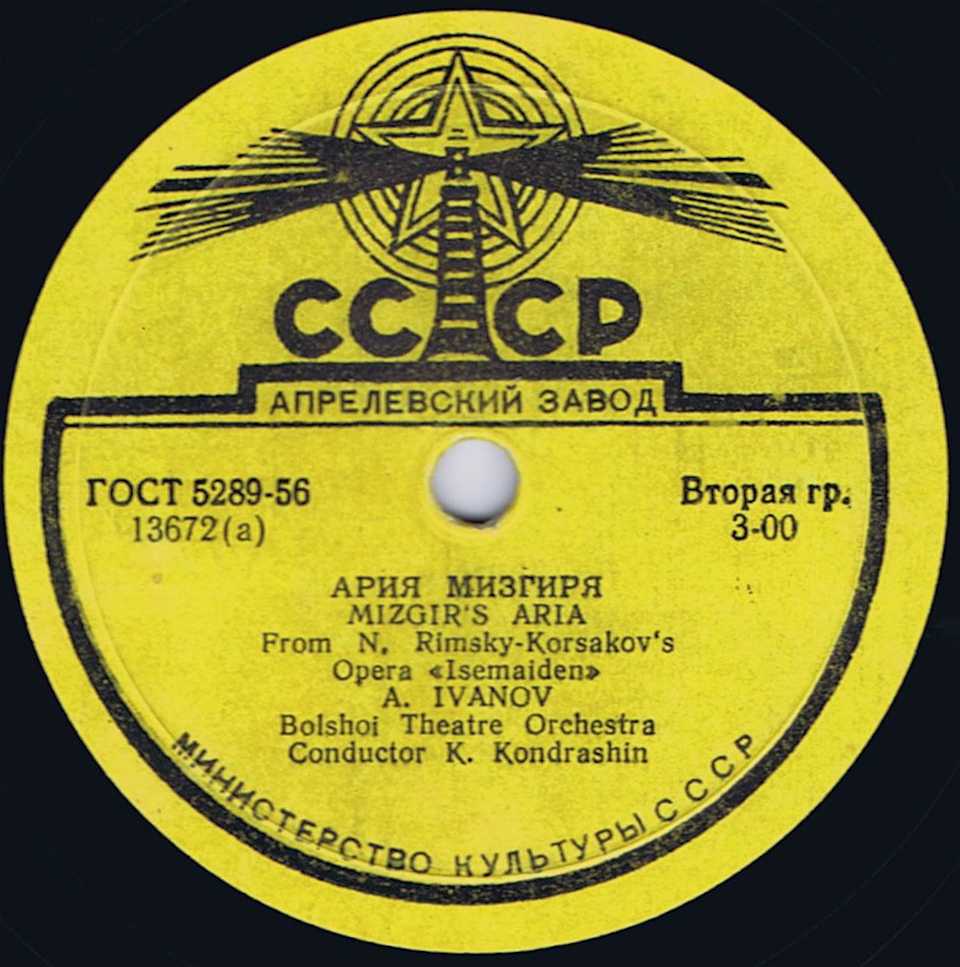 СССР
АПРЕЛЕВСКИЙ ЗАВОД
ГОСТ 5289-56
13672(а)
Вторая гр.
3-00
АРИЯ МИЗГИРЯ
MIZGIR'S ARIA
From N. Rimsky-Korsakov's
Opera «Isemaiden»
A. IVANOV
Bolshoi Theatre Orchestra
Conductor K. Kondrashin
МИНИСТЕРСТВО КУЛЬТУРЫ СССР